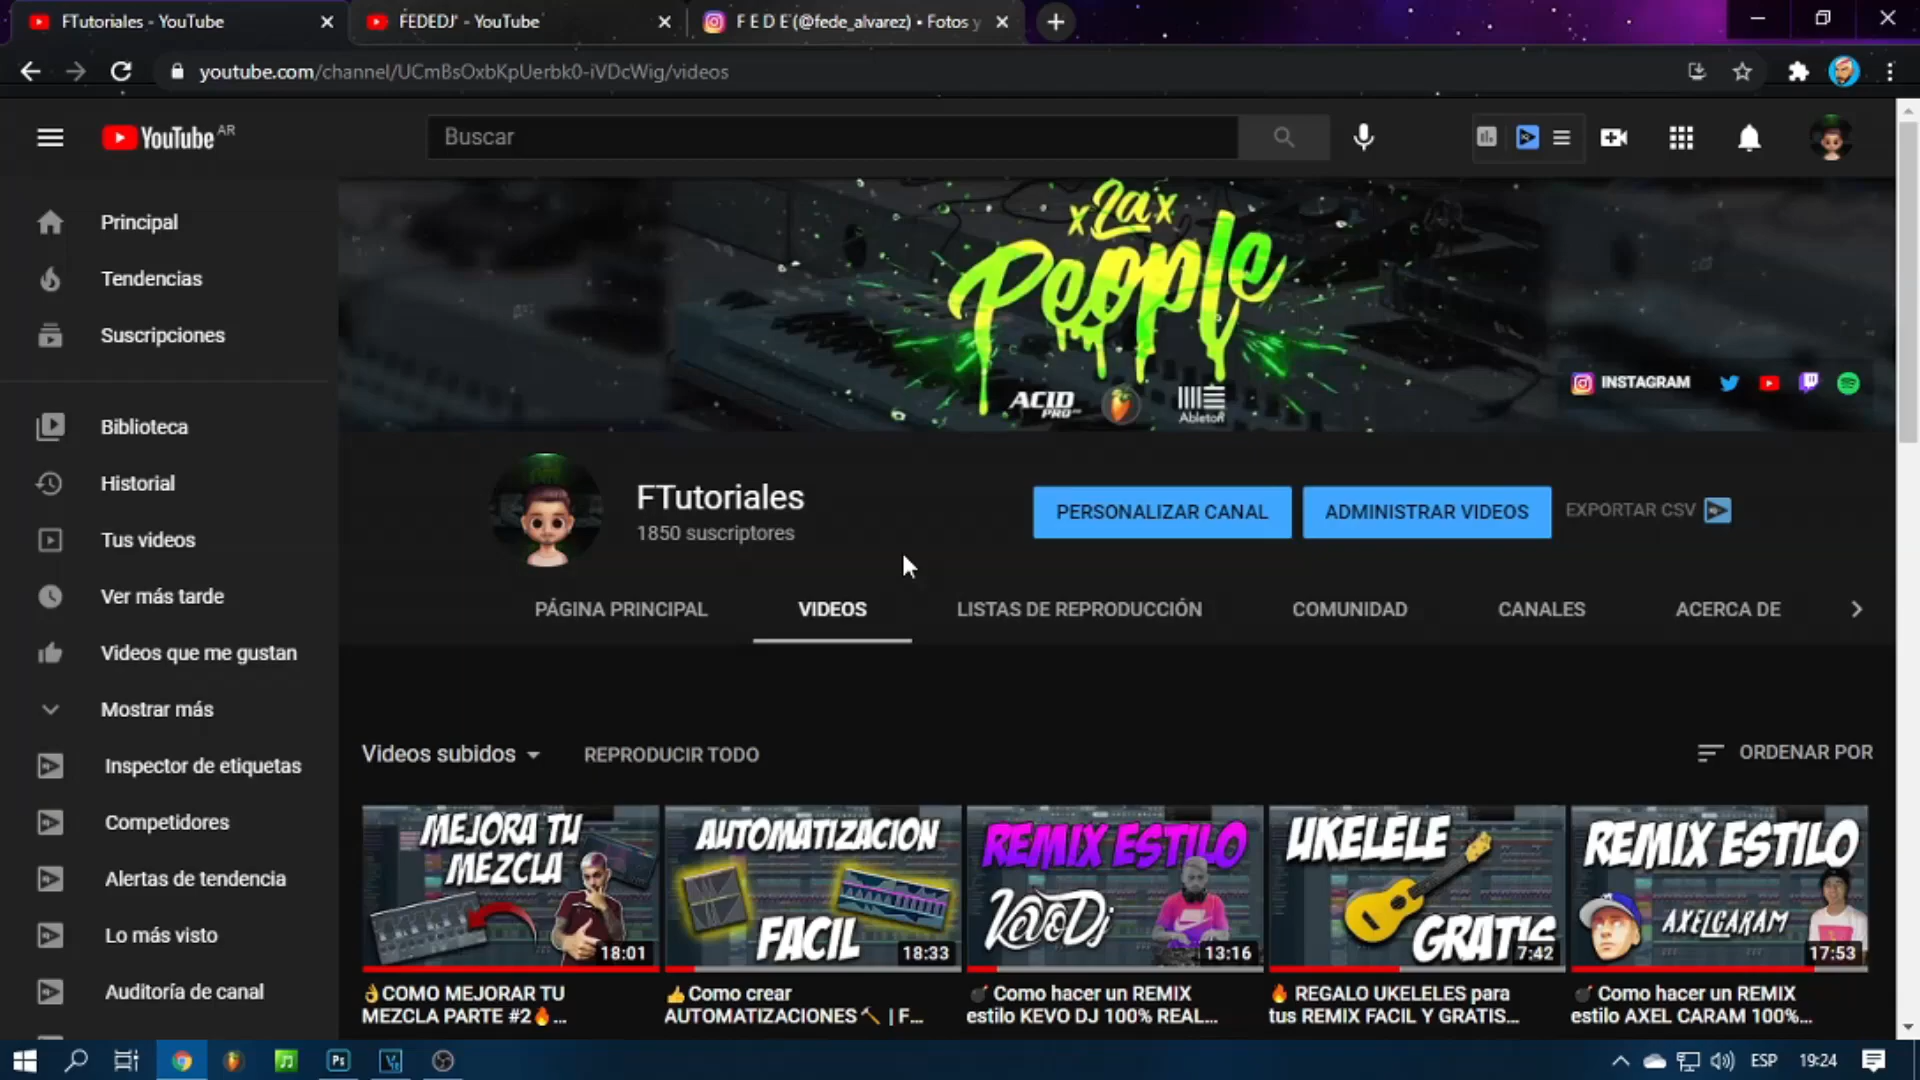 FTutoriales - YouTube
FEDEDJ' - YouTube
F E D E (@fede_alvarez) • Fotos y
youtube.com/channel/UCmBsOxbKpUerbk0-iVDcWig/videos
YouTube AR
Buscar
Principal
Tendencias
Suscripciones
Biblioteca
Historial
Tus videos
Ver más tarde
Videos que me gustan
Mostrar más
Inspector de etiquetas
Competidores
Alertas de tendencia
Lo más visto
Auditoría de canal
x La x
People
ACID PRO
Ableton
INSTAGRAM
FTutoriales
1850 suscriptores
PERSONALIZAR CANAL
ADMINISTRAR VIDEOS
EXPORTAR CSV
PÁGINA PRINCIPAL
VIDEOS
LISTAS DE REPRODUCCIÓN
COMUNIDAD
CANALES
ACERCA DE
Videos subidos
REPRODUCIR TODO
ORDENAR POR
MEJORA TU
MEZCLA
18:01
👌COMO MEJORAR TU
MEZCLA PARTE #2🔥...
AUTOMATIZACION
FACIL
18:33
👍Como crear
AUTOMATIZACIONES🔨 | F...
REMIX ESTILO
KevoDj
13:16
💣 Como hacer un REMIX
estilo KEVO DJ 100% REAL...
UKELELE
GRATIS
7:42
🔥 REGALO UKELELES para
tus REMIX FACIL Y GRATIS...
REMIX ESTILO
AXELCARAM
17:53
💣 Como hacer un REMIX
estilo AXEL CARAM 100%...
Ps
ESP
19:24